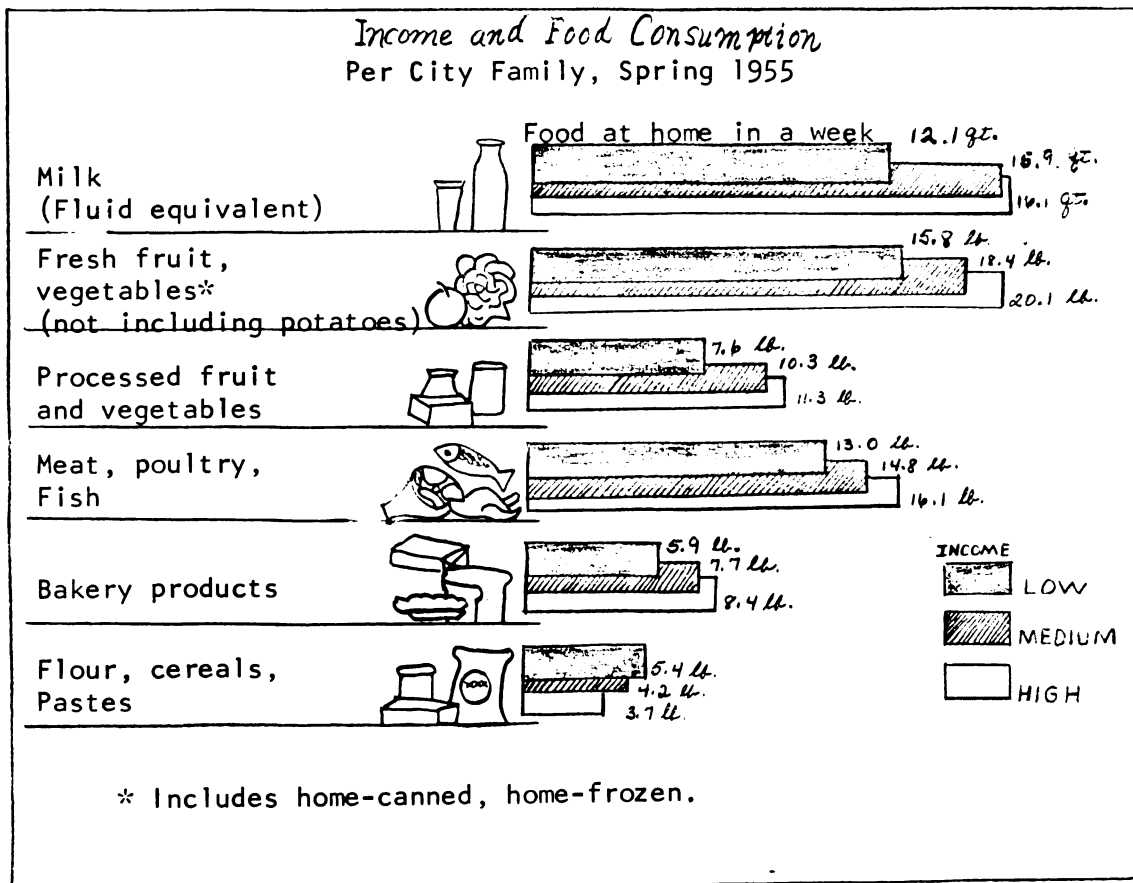 Income and Food Consumption
Per City Family, Spring 1955
Food at home in a week
Milk
(Fluid equivalent)
12.1 qt.
15.9 qt.
16.1 qt.
Fresh fruit,
vegetables*
(not including potatoes)
15.8 lb.
18.4 lb.
20.1 lb.
Processed fruit
and vegetables
7.6 lb.
10.3 lb.
11.3 lb.
Meat, poultry,
Fish
13.0 lb.
14.8 lb.
16.1 lb.
Bakery products
5.9 lb.
7.7 lb.
8.4 lb.
Flour, cereals,
Pastes
5.4 lb.
4.2 lb.
3.7 lb.
INCOME
LOW
MEDIUM
HIGH
* Includes home-canned, home-frozen.